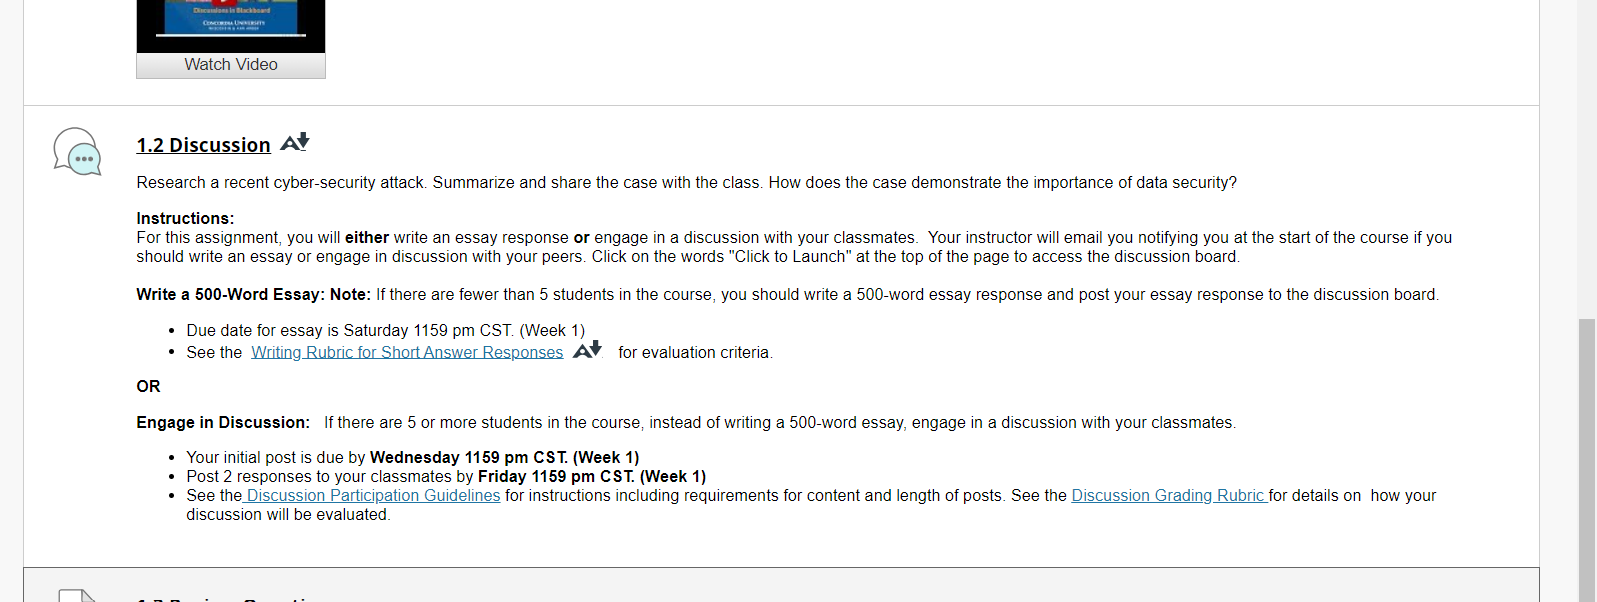 Discussions in Blackboard
CONCORDIA UNIVERSITY
Watch Video
1.2 Discussion
Research a recent cyber-security attack. Summarize and share the case with the class. How does the case demonstrate the importance of data security?
Instructions:
For this assignment, you will either write an essay response or engage in a discussion with your classmates.  Your instructor will email you notifying you at the start of the course if you
should write an essay or engage in discussion with your peers. Click on the words "Click to Launch" at the top of the page to access the discussion board.
Write a 500-Word Essay: Note: If there are fewer than 5 students in the course, you should write a 500-word essay response and post your essay response to the discussion board.
• Due date for essay is Saturday 1159 pm CST. (Week 1)
• See the  Writing Rubric for Short Answer Responses A for evaluation criteria.
OR
Engage in Discussion:   If there are 5 or more students in the course, instead of writing a 500-word essay, engage in a discussion with your classmates.
• Your initial post is due by Wednesday 1159 pm CST. (Week 1)
• Post 2 responses to your classmates by Friday 1159 pm CST. (Week 1)
• See the Discussion Participation Guidelines for instructions including requirements for content and length of posts. See the Discussion Grading Rubric for details on  how your
discussion will be evaluated.